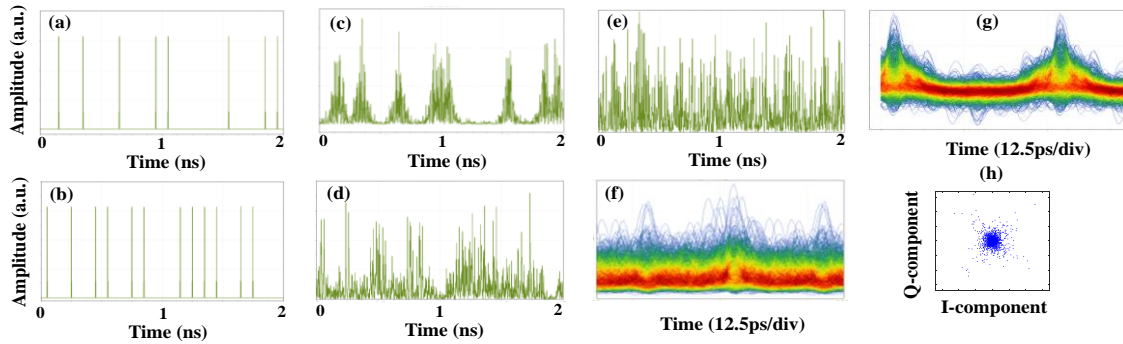 (a)
Amplitude (a.u.)
0 1 2
Time (ns)
(b)
Amplitude (a.u.)
0 1 2
Time (ns)
(c)
0 1 2
Time (ns)
(d)
0 1 2
Time (ns)
(e)
0 1 2
Time (ns)
(f)
Time (12.5ps/div)
(g)
Time (12.5ps/div)
(h)
Q-component
I-component